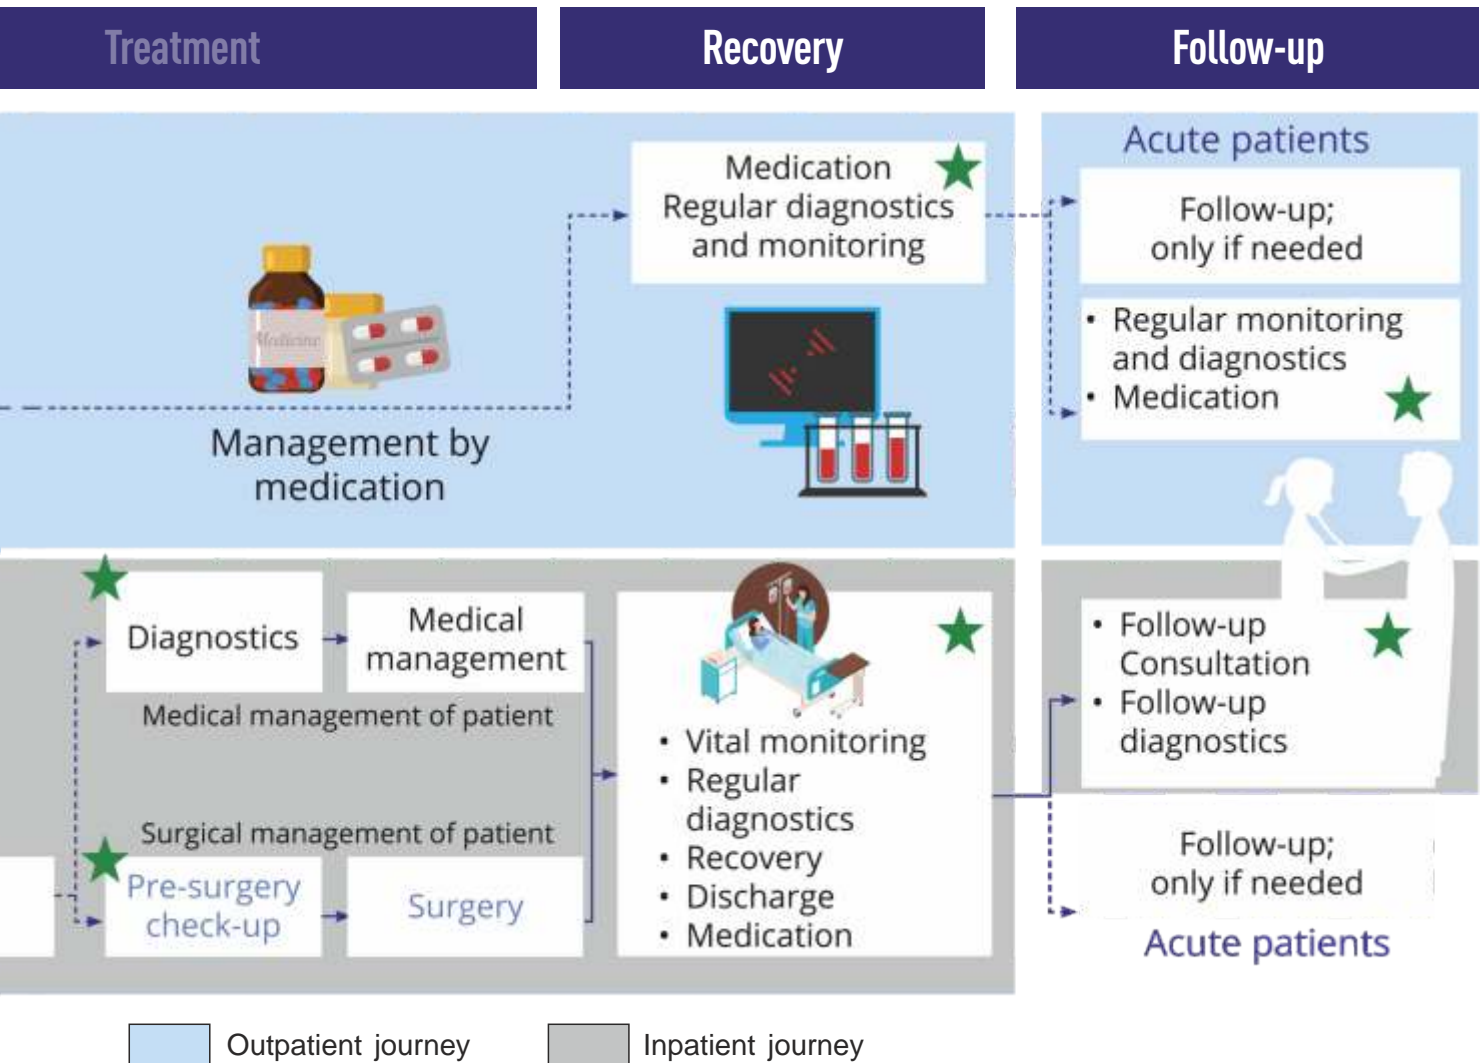 Treatment
Recovery
Follow-up
Medication
Regular diagnostics
and monitoring
Acute patients
Follow-up;
only if needed
• Regular monitoring
and diagnostics
• Medication
Medicine
Management by
medication
Diagnostics
Medical
management
Medical management of patient
Surgical management of patient
Pre-surgery
check-up
Surgery
• Vital monitoring
• Regular
diagnostics
• Recovery
• Discharge
• Medication
• Follow-up
Consultation
• Follow-up
diagnostics
Follow-up;
only if needed
Acute patients
Outpatient journey
Inpatient journey